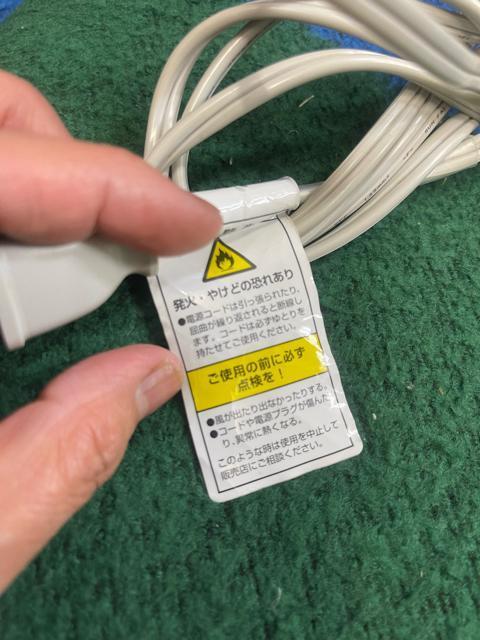 発火・やけどの恐れあり
●電源コードは引っ張られたり、
屈曲が繰り返されると断線し
ます。コードは必ずゆとりを
持たせてご使用ください。
ご使用の前に必ず
点検を！
●風が出たり出なかったりする。
●コードや電源プラグが傷んだ
り、異常に熱くなる。
このような時は使用を中止して
販売店にご相談ください。